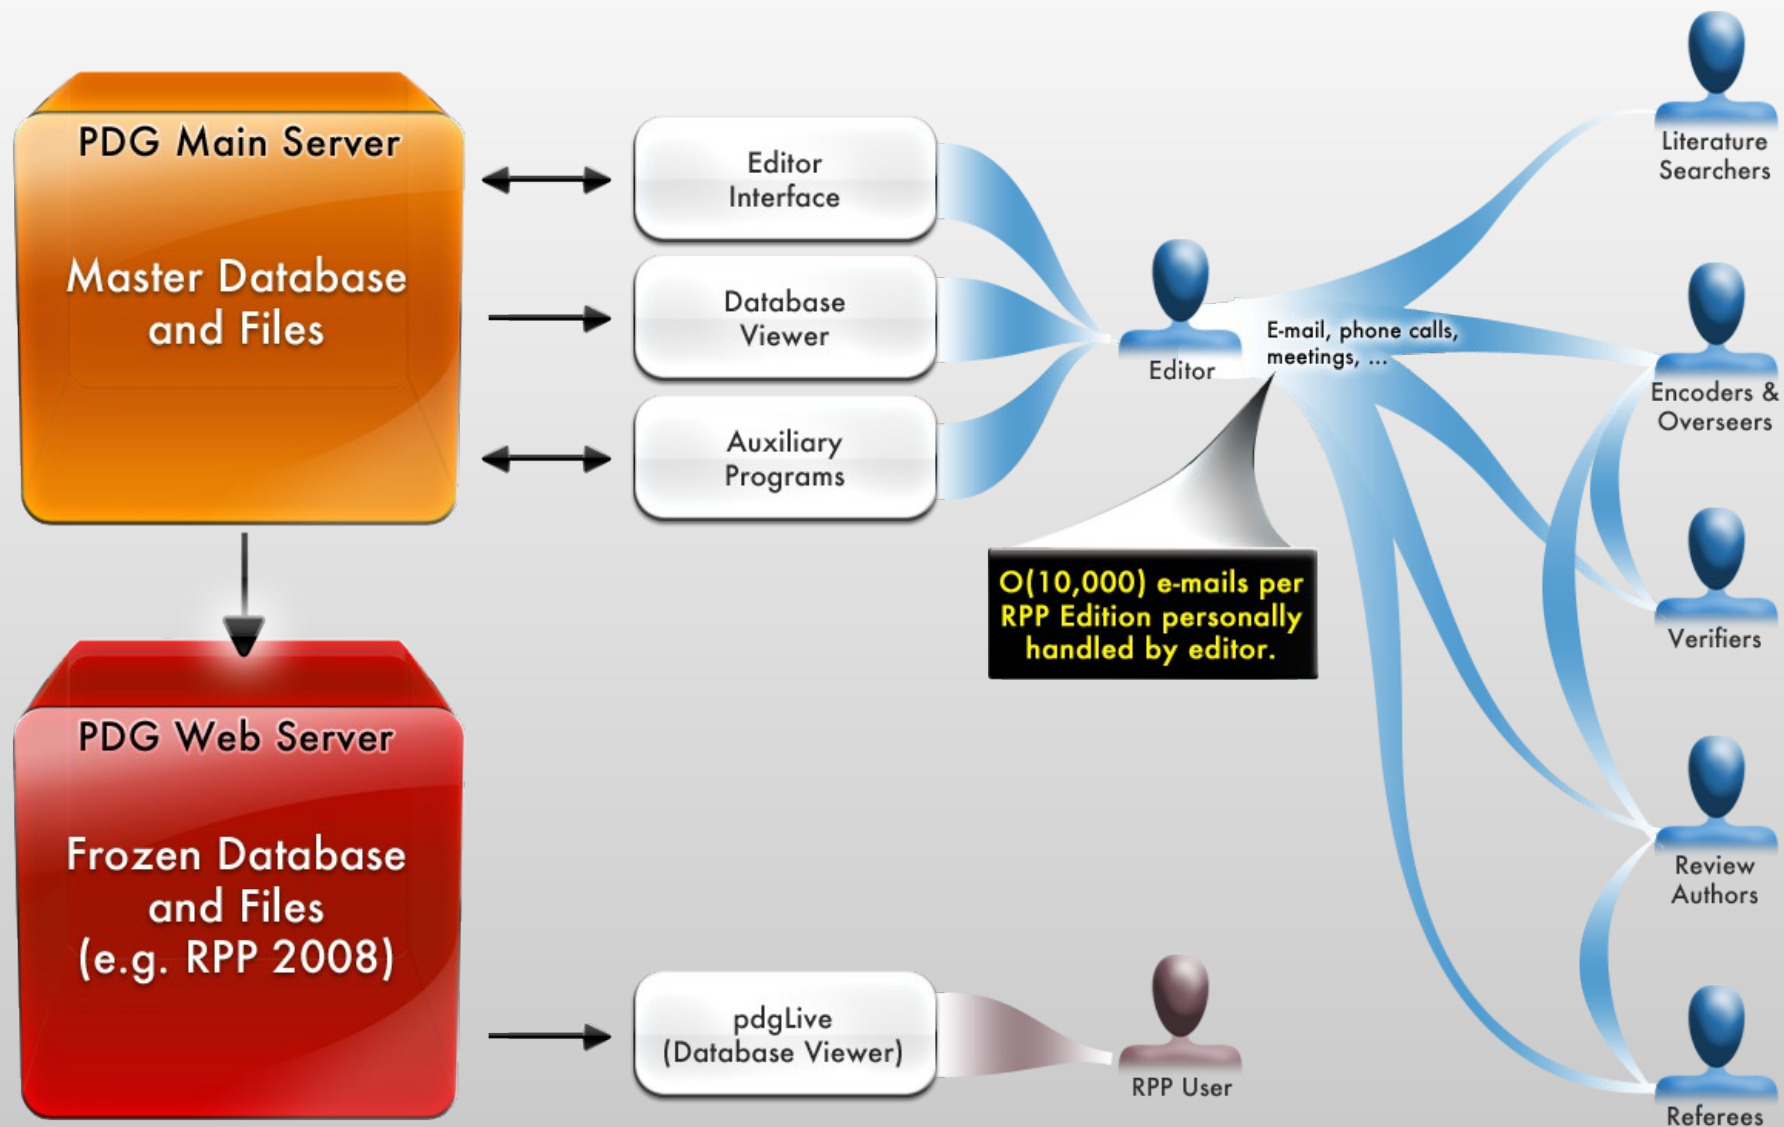 PDG Main Server
Master Database
and Files
Editor
Interface
Database
Viewer
Auxiliary
Programs
Editor
E-mail, phone calls,
meetings, ...
O(10,000) e-mails per
RPP Edition personally
handled by editor.
Literature
Searchers
Encoders &
Overseers
Verifiers
Review
Authors
Referees
PDG Web Server
Frozen Database
and Files
(e.g. RPP 2008)
pdgLive
(Database Viewer)
RPP User